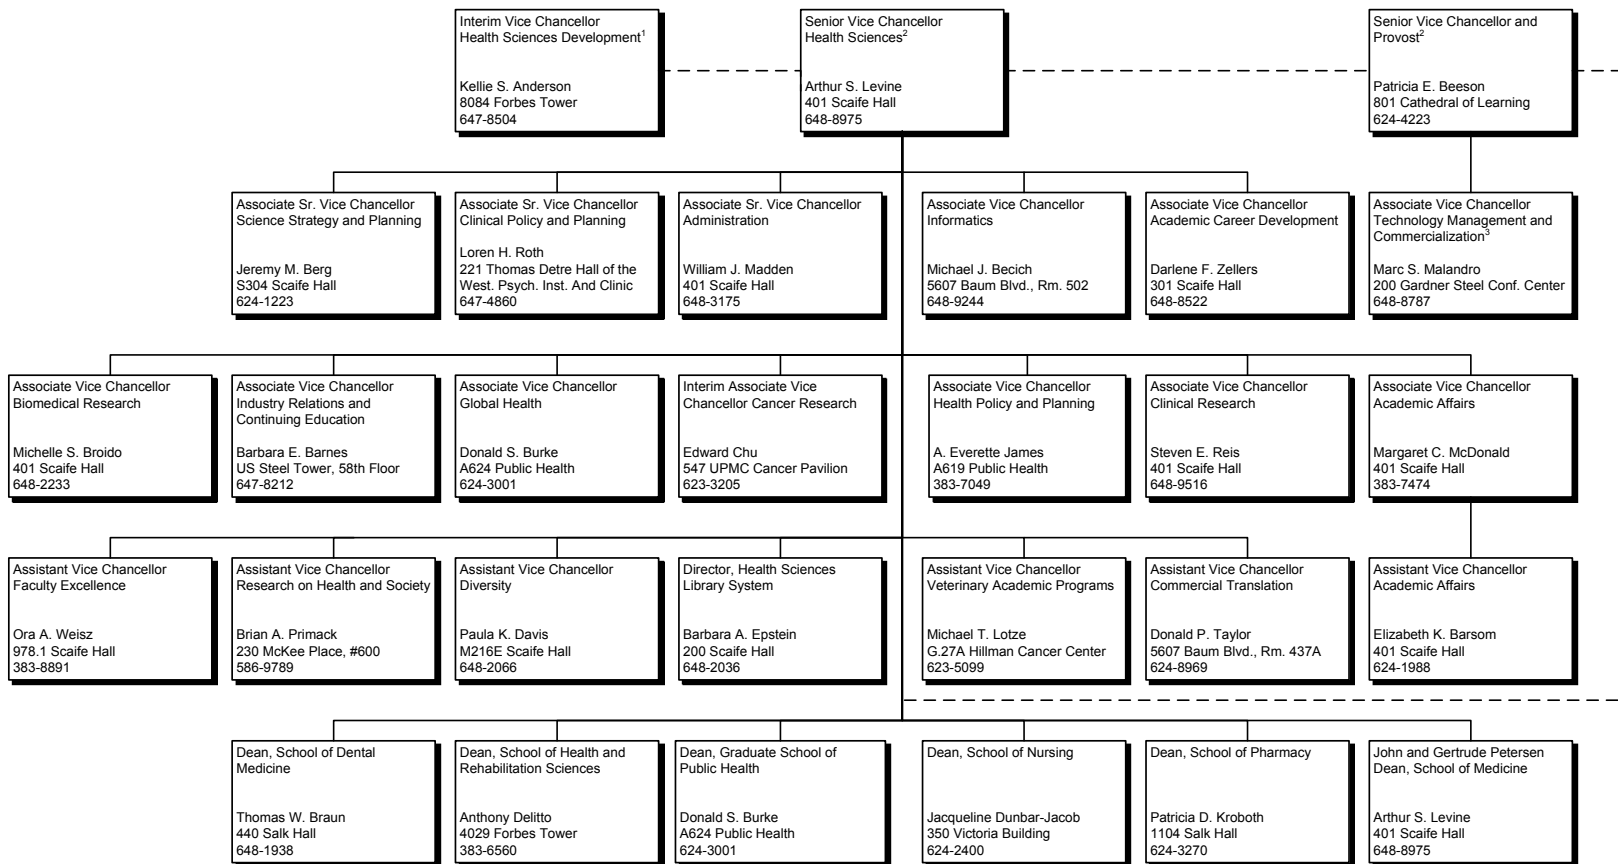 Interim Vice Chancellor
Health Sciences Development¹
Kellie S. Anderson
8084 Forbes Tower
647-8504
Senior Vice Chancellor
Health Sciences²
Arthur S. Levine
401 Scaife Hall
648-8975
Senior Vice Chancellor and
Provost²
Patricia E. Beeson
801 Cathedral of Learning
624-4223
Associate Sr. Vice Chancellor
Science Strategy and Planning
Jeremy M. Berg
S304 Scaife Hall
624-1223
Associate Sr. Vice Chancellor
Clinical Policy and Planning
Loren H. Roth
221 Thomas Detre Hall of the
West. Psych. Inst. And Clinic
647-4860
Associate Sr. Vice Chancellor
Administration
William J. Madden
401 Scaife Hall
648-3175
Associate Vice Chancellor
Informatics
Michael J. Becich
5607 Baum Blvd., Rm. 502
648-9244
Associate Vice Chancellor
Academic Career Development
Darlene F. Zellers
301 Scaife Hall
648-8522
Associate Vice Chancellor
Technology Management and
Commercialization³
Marc S. Malandro
200 Gardner Steel Conf. Center
648-8787
Associate Vice Chancellor
Biomedical Research
Michelle S. Broido
401 Scaife Hall
648-2233
Associate Vice Chancellor
Industry Relations and
Continuing Education
Barbara E. Barnes
US Steel Tower, 58th Floor
647-8212
Associate Vice Chancellor
Global Health
Donald S. Burke
A624 Public Health
624-3001
Interim Associate Vice
Chancellor Cancer Research
Edward Chu
547 UPMC Cancer Pavilion
623-3205
Associate Vice Chancellor
Health Policy and Planning
A. Everette James
A619 Public Health
383-7049
Associate Vice Chancellor
Clinical Research
Steven E. Reis
401 Scaife Hall
648-9516
Associate Vice Chancellor
Academic Affairs
Margaret C. McDonald
401 Scaife Hall
383-7474
Assistant Vice Chancellor
Faculty Excellence
Ora A. Weisz
978.1 Scaife Hall
383-8891
Assistant Vice Chancellor
Research on Health and Society
Brian A. Primack
230 McKee Place, #600
586-9789
Assistant Vice Chancellor
Diversity
Paula K. Davis
M216E Scaife Hall
648-2066
Director, Health Sciences
Library System
Barbara A. Epstein
200 Scaife Hall
648-2036
Assistant Vice Chancellor
Veterinary Academic Programs
Michael T. Lotze
G.27A Hillman Cancer Center
623-5099
Assistant Vice Chancellor
Commercial Translation
Donald P. Taylor
5607 Baum Blvd., Rm. 437A
624-8969
Assistant Vice Chancellor
Academic Affairs
Elizabeth K. Barsom
401 Scaife Hall
624-1988
Dean, School of Dental
Medicine
Thomas W. Braun
440 Salk Hall
648-1938
Dean, School of Health and
Rehabilitation Sciences
Anthony Delitto
4029 Forbes Tower
383-6560
Dean, Graduate School of
Public Health
Donald S. Burke
A624 Public Health
624-3001
Dean, School of Nursing
Jacqueline Dunbar-Jacob
350 Victoria Building
624-2400
Dean, School of Pharmacy
Patricia D. Kroboth
1104 Salk Hall
624-3270
John and Gertrude Petersen
Dean, School of Medicine
Arthur S. Levine
401 Scaife Hall
648-8975